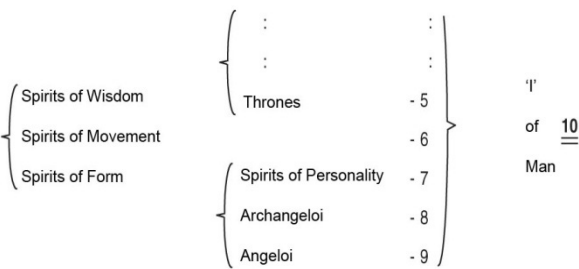 : :
: :
Spirits of Wisdom Thrones - 5
Spirits of Movement - 6
Spirits of Form Spirits of Personality - 7
Archangeloi - 8
Angeloi - 9
‘I’
of 10
Man